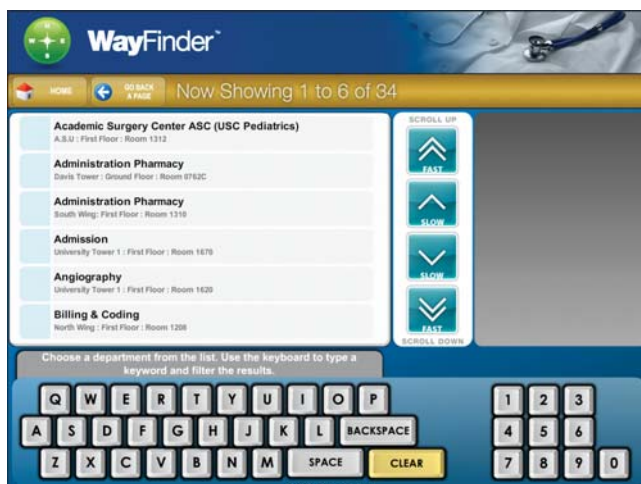 WayFinder™
HOME
GO BACK
A PAGE
Now Showing 1 to 6 of 34
Academic Surgery Center ASC (USC Pediatrics)
A.S.U : First Floor : Room 1312
Administration Pharmacy
Davis Tower : Ground Floor : Room 0762C
Administration Pharmacy
South Wing: First Floor : Room 1310
Admission
University Tower 1 : First Floor : Room 1670
Angiography
University Tower 1 : First Floor : Room 1620
Billing & Coding
North Wing : First Floor : Room 1208
SCROLL UP
FAST
SLOW
SLOW
FAST
SCROLL DOWN
Choose a department from the list. Use the keyboard to type a
keyword and filter the results.
Q W E R T Y U I O P
A S D F G H J K L BACKSPACE
Z X C V B N M SPACE CLEAR
1 2 3
4 5 6
7 8 9 0